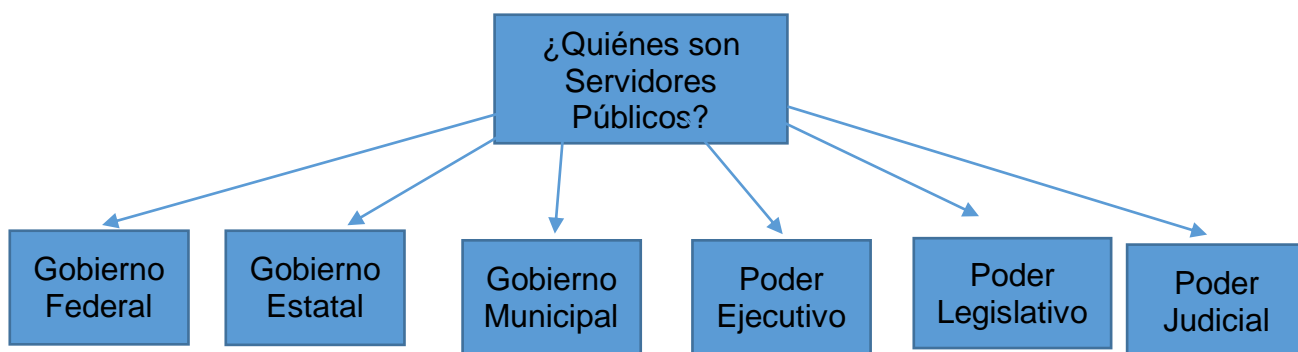 ¿Quiénes son
Servidores
Públicos?
Gobierno
Federal
Gobierno
Estatal
Gobierno
Municipal
Poder
Ejecutivo
Poder
Legislativo
Poder
Judicial